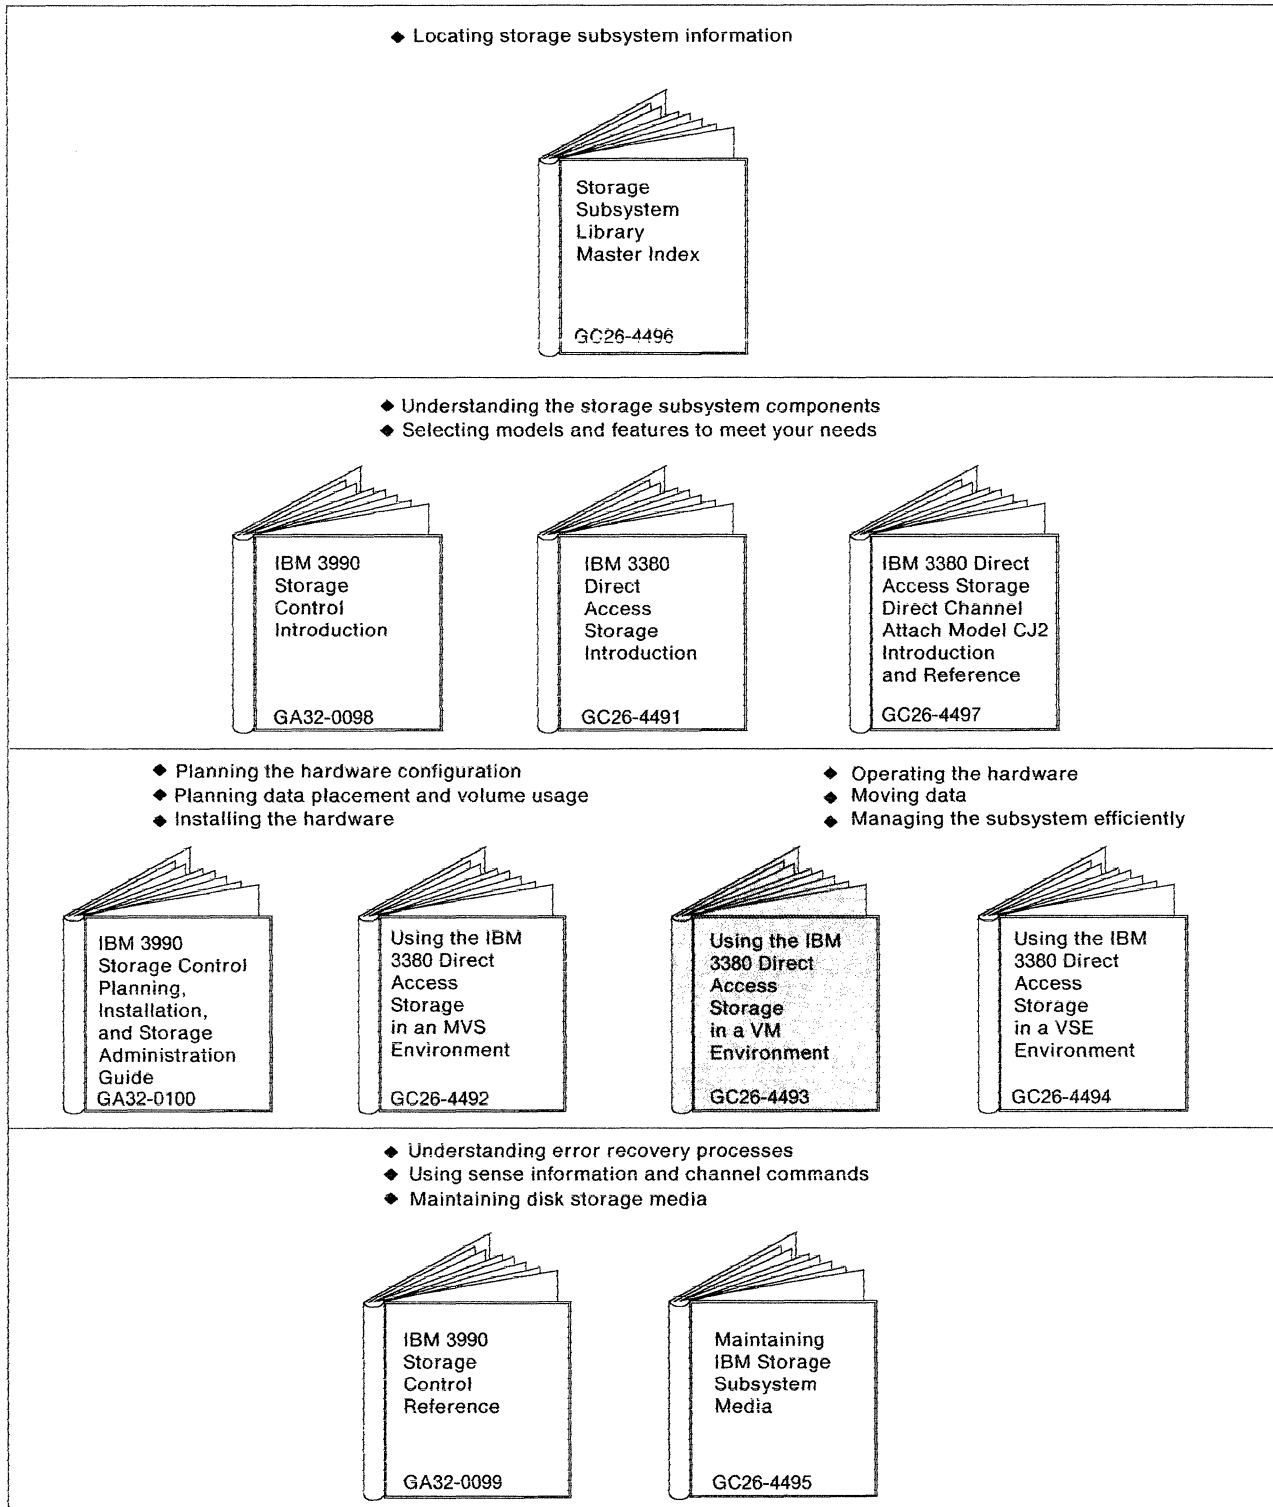 ◆ Locating storage subsystem information
Storage
Subsystem
Library
Master Index
GC26-4496
◆ Understanding the storage subsystem components
◆ Selecting models and features to meet your needs
IBM 3990
Storage
Control
Introduction
GA32-0098
IBM 3380
Direct
Access
Storage
Introduction
GC26-4491
IBM 3380 Direct
Access Storage
Direct Channel
Attach Model CJ2
Introduction
and Reference
GC26-4497
◆ Planning the hardware configuration
◆ Planning data placement and volume usage
◆ Installing the hardware
◆ Operating the hardware
◆ Moving data
◆ Managing the subsystem efficiently
IBM 3990
Storage Control
Planning,
Installation,
and Storage
Administration
Guide
GA32-0100
Using the IBM
3380 Direct
Access
Storage
in an MVS
Environment
GC26-4492
Using the IBM
3380 Direct
Access
Storage
in a VM
Environment
GC26-4493
Using the IBM
3380 Direct
Access
Storage
in a VSE
Environment
GC26-4494
◆ Understanding error recovery processes
◆ Using sense information and channel commands
◆ Maintaining disk storage media
IBM 3990
Storage
Control
Reference
GA32-0099
Maintaining
IBM Storage
Subsystem
Media
GC26-4495